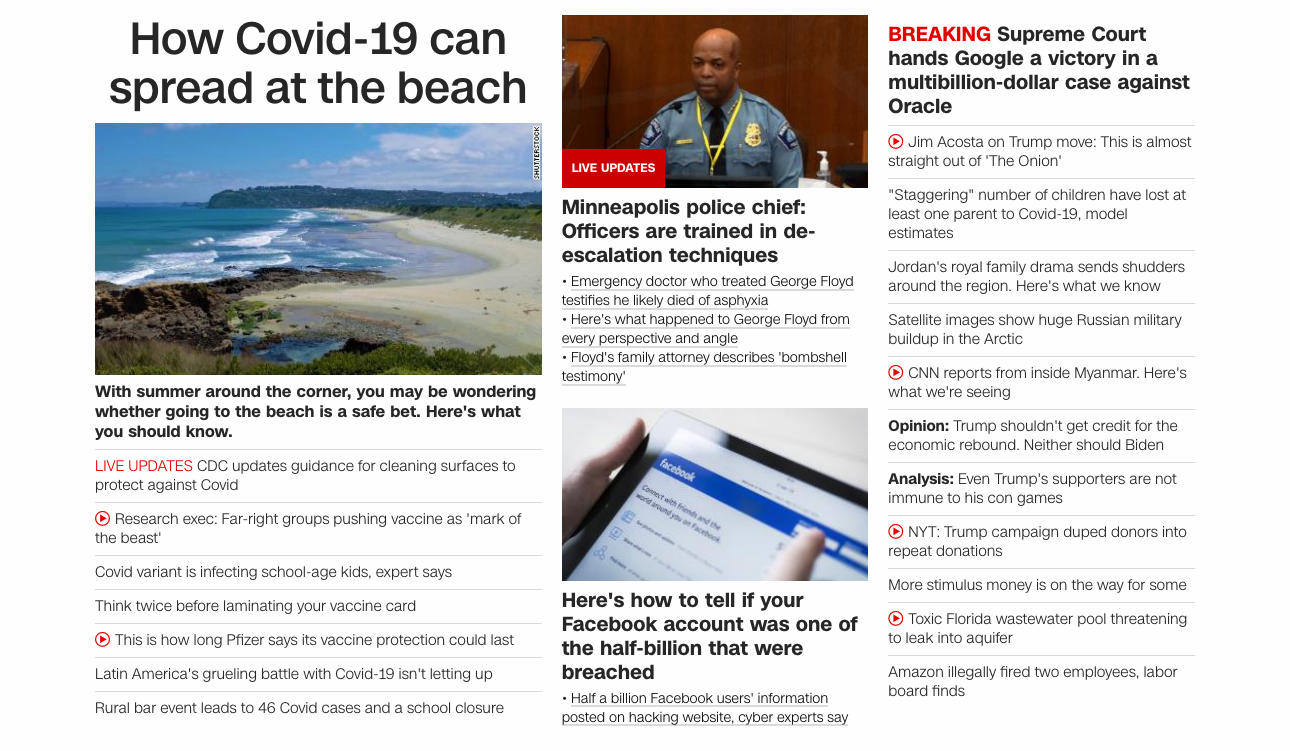 How Covid-19 can
spread at the beach
SHUTTERSTOCK
With summer around the corner, you may be wondering
whether going to the beach is a safe bet. Here's what
you should know.
LIVE UPDATES CDC updates guidance for cleaning surfaces to
protect against Covid
Research exec: Far-right groups pushing vaccine as 'mark of
the beast'
Covid variant is infecting school-age kids, expert says
Think twice before laminating your vaccine card
This is how long Pfizer says its vaccine protection could last
Latin America's grueling battle with Covid-19 isn't letting up
Rural bar event leads to 46 Covid cases and a school closure
LIVE UPDATES
Minneapolis police chief:
Officers are trained in de-
escalation techniques
• Emergency doctor who treated George Floyd
testifies he likely died of asphyxia
• Here's what happened to George Floyd from
every perspective and angle
• Floyd's family attorney describes 'bombshell
testimony'
facebook
Connect with friends and the
world around you on Facebook.
Here's how to tell if your
Facebook account was one of
the half-billion that were
breached
• Half a billion Facebook users' information
posted on hacking website, cyber experts say
BREAKING Supreme Court
hands Google a victory in a
multibillion-dollar case against
Oracle
Jim Acosta on Trump move: This is almost
straight out of 'The Onion'
"Staggering" number of children have lost at
least one parent to Covid-19, model
estimates
Jordan's royal family drama sends shudders
around the region. Here's what we know
Satellite images show huge Russian military
buildup in the Arctic
CNN reports from inside Myanmar. Here's
what we're seeing
Opinion: Trump shouldn't get credit for the
economic rebound. Neither should Biden
Analysis: Even Trump's supporters are not
immune to his con games
NYT: Trump campaign duped donors into
repeat donations
More stimulus money is on the way for some
Toxic Florida wastewater pool threatening
to leak into aquifer
Amazon illegally fired two employees, labor
board finds